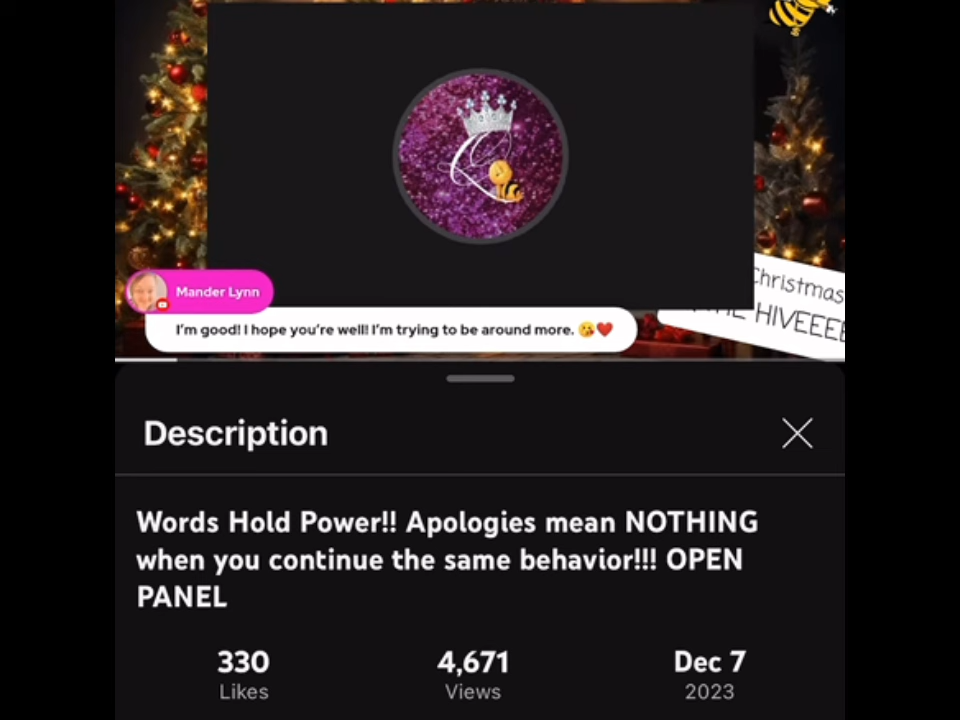 Mander Lynn
I'm good! I hope you're well! I'm trying to be around more. 😘❤️
Christmas
HIVEEEE
Description
Words Hold Power!! Apologies mean NOTHING
when you continue the same behavior!!! OPEN
PANEL
330 4,671 Dec 7
Likes Views 2023